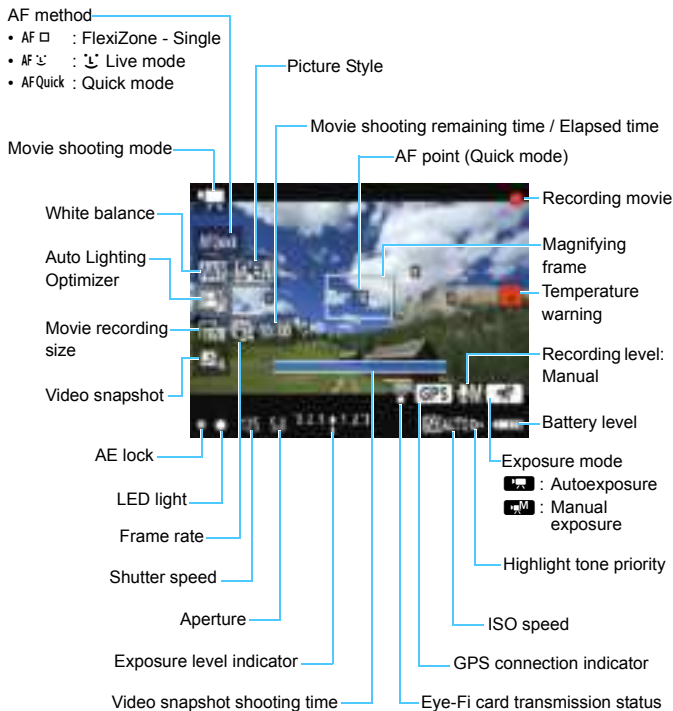 AF method
• AF □ : FlexiZone - Single
• AF : Live mode
• AFQuick : Quick mode
Picture Style
Movie shooting remaining time / Elapsed time
Movie shooting mode
AF point (Quick mode)
Recording movie
White balance
Magnifying
frame
Auto Lighting
Optimizer
Temperature
warning
Movie recording
size
Recording level:
Manual
Video snapshot
GPS
Battery level
AE lock
Exposure mode
: Autoexposure
M : Manual
exposure
LED light
Frame rate
Highlight tone priority
Shutter speed
Aperture
ISO speed
Exposure level indicator
GPS connection indicator
Video snapshot shooting time
Eye-Fi card transmission status